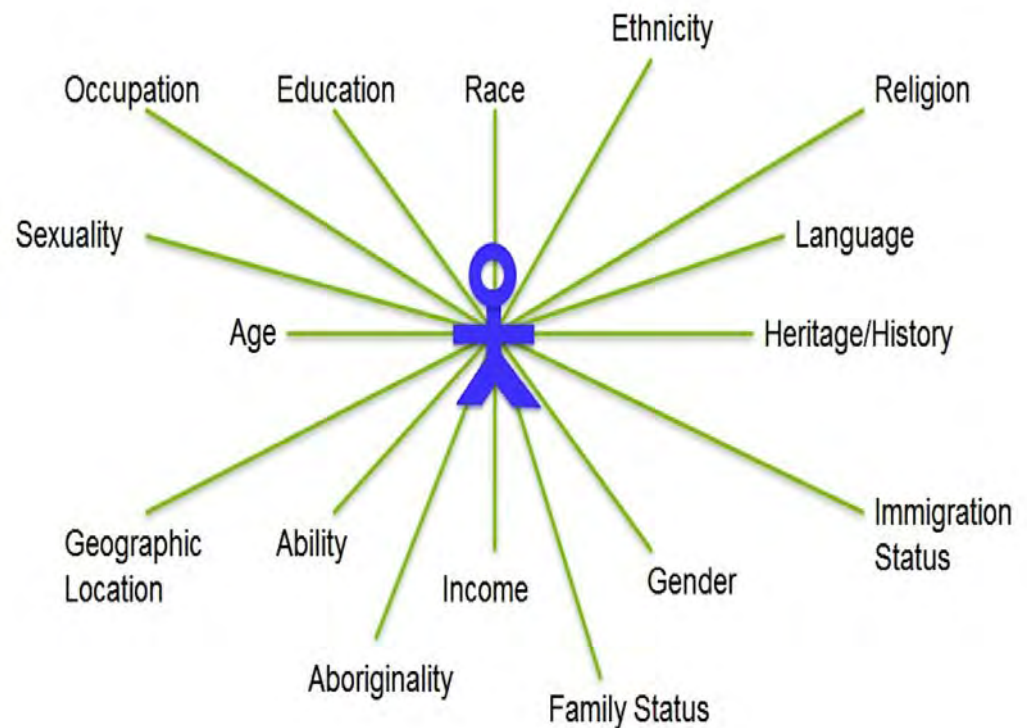 Ethnicity
Occupation
Education
Race
Religion
Sexuality
Language
Age
Heritage/History
Geographic
Location
Ability
Income
Gender
Immigration
Status
Aboriginality
Family Status